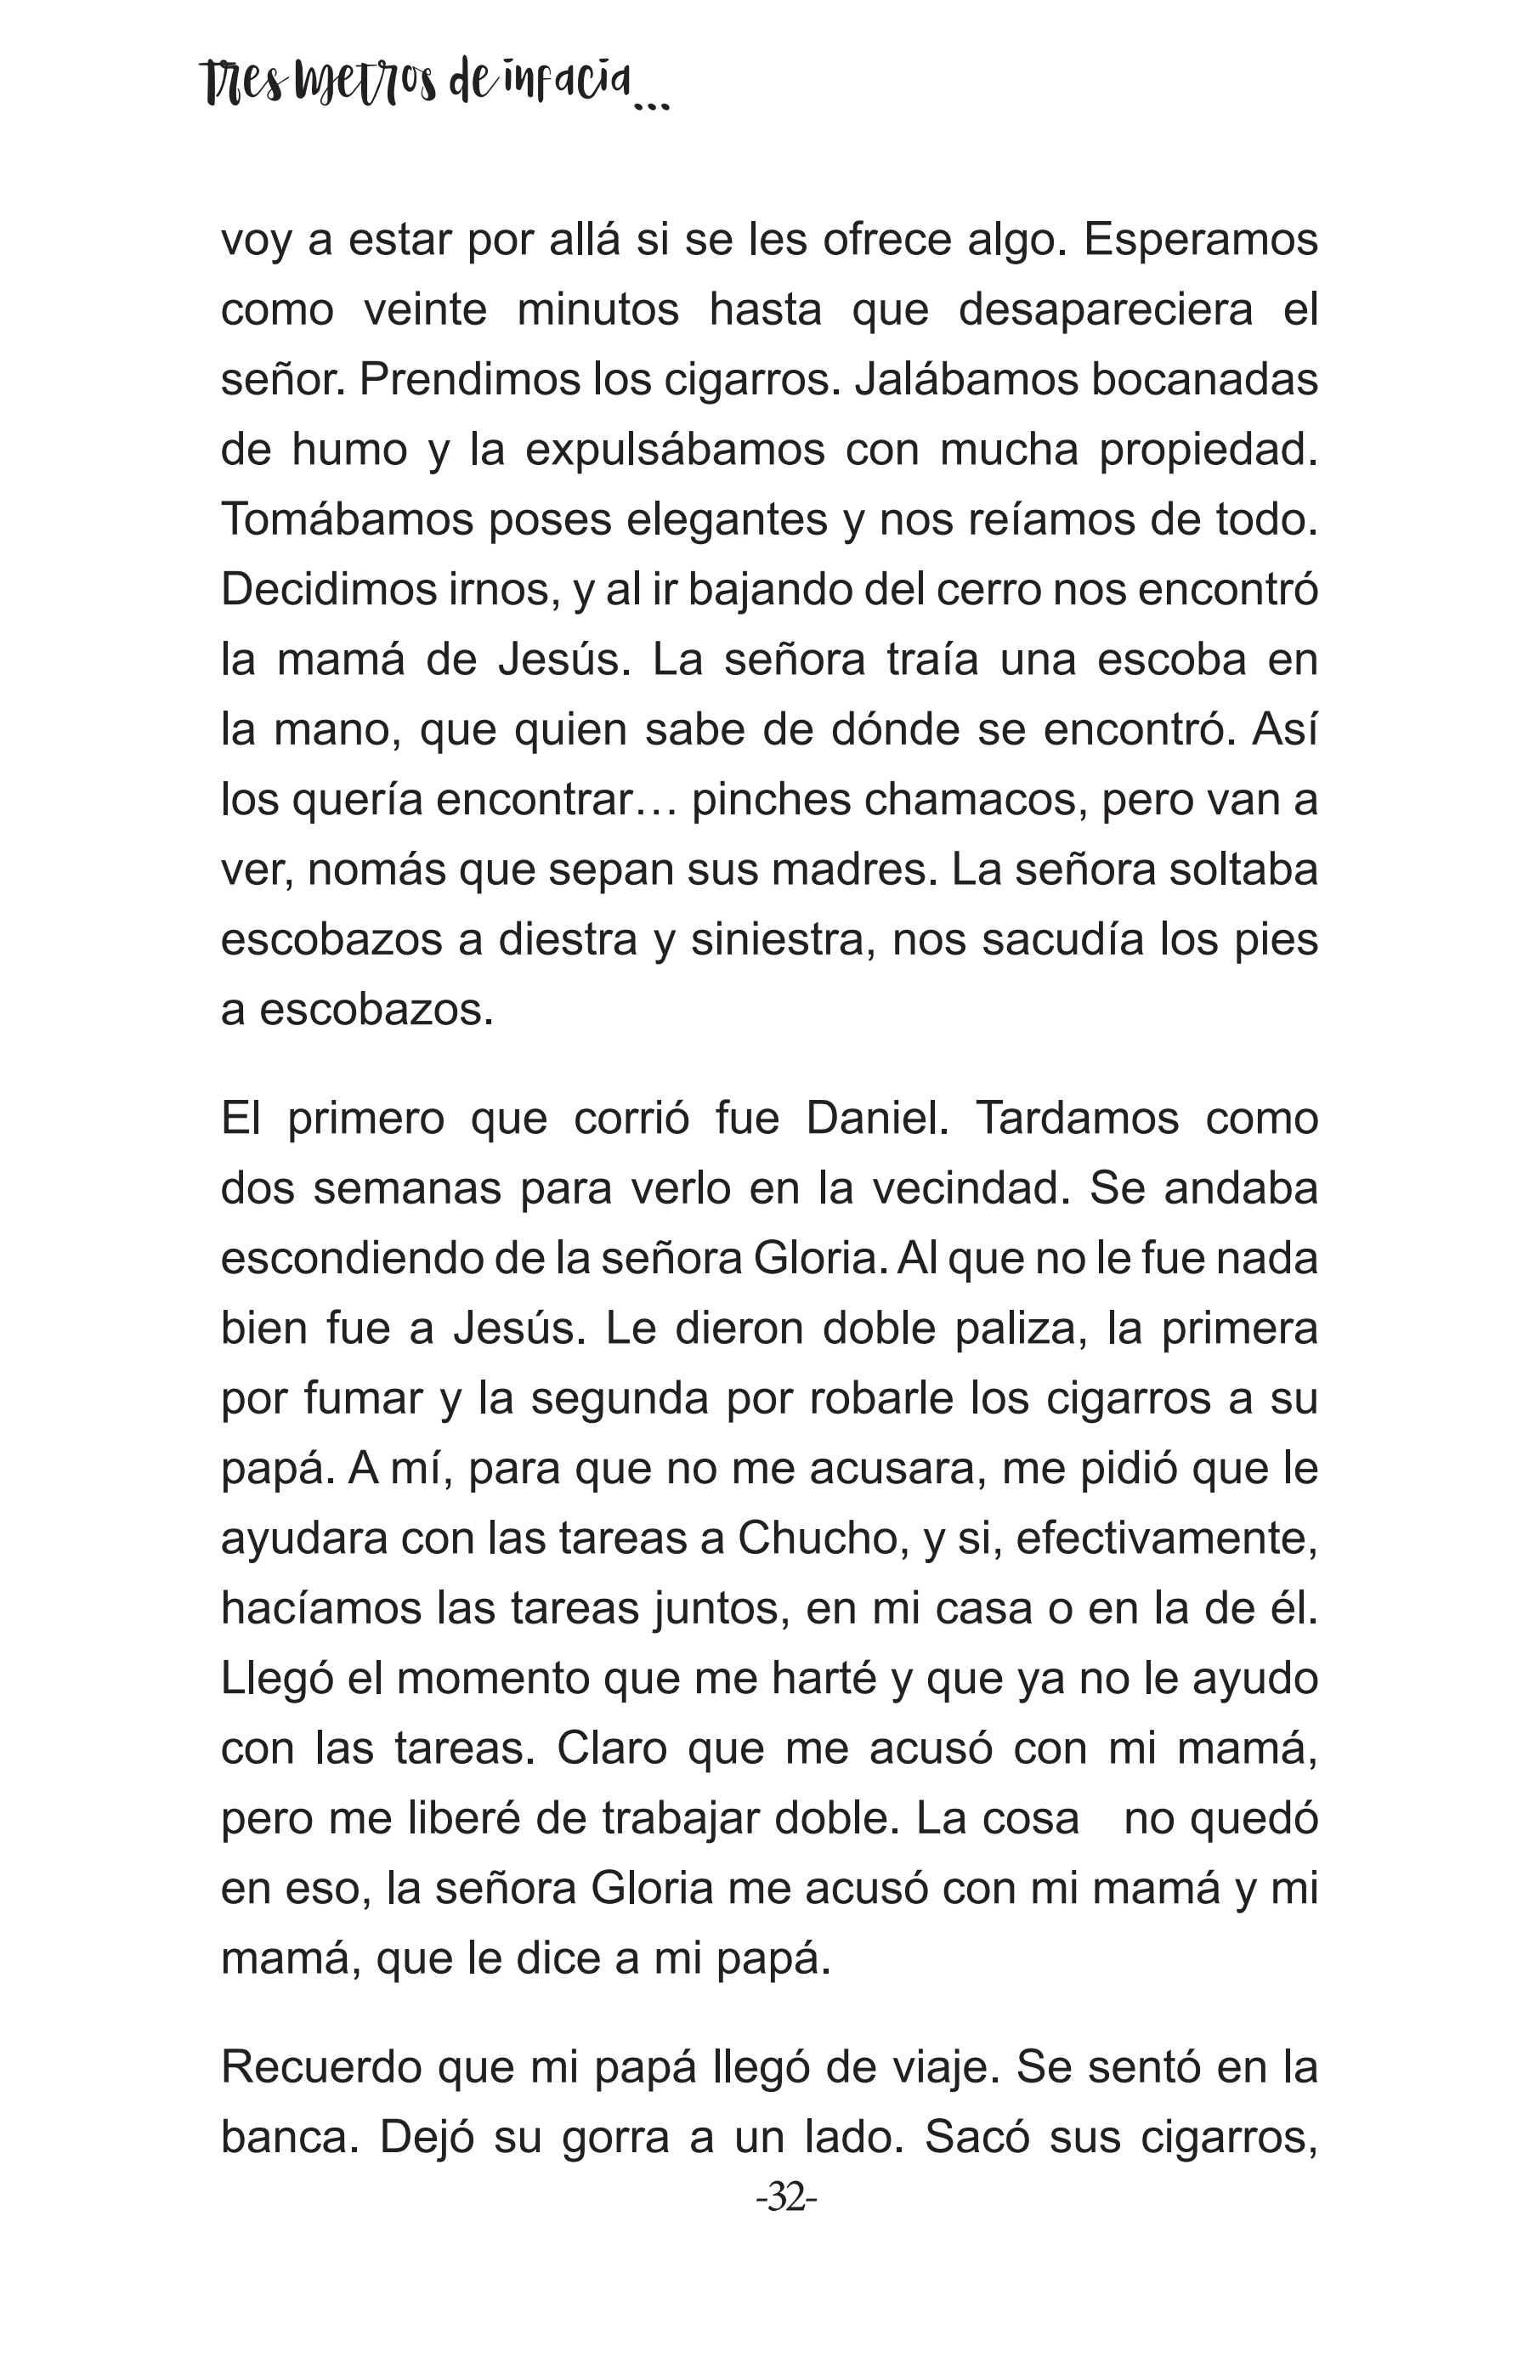 Tres metros de infacia...
voy a estar por allá si se les ofrece algo. Esperamos
como veinte minutos hasta que desapareciera el
señor. Prendimos los cigarros. Jalábamos bocanadas
de humo y la expulsábamos con mucha propiedad.
Tomábamos poses elegantes y nos reíamos de todo.
Decidimos irnos, y al ir bajando del cerro nos encontró
la mamá de Jesús. La señora traía una escoba en
la mano, que quien sabe de dónde se encontró. Así
los quería encontrar… pinches chamacos, pero van a
ver, nomás que sepan sus madres. La señora soltaba
escobazos a diestra y siniestra, nos sacudía los pies
a escobazos.
El primero que corrió fue Daniel. Tardamos como
dos semanas para verlo en la vecindad. Se andaba
escondiendo de la señora Gloria. Al que no le fue nada
bien fue a Jesús. Le dieron doble paliza, la primera
por fumar y la segunda por robarle los cigarros a su
papá. A mí, para que no me acusara, me pidió que le
ayudara con las tareas a Chucho, y si, efectivamente,
hacíamos las tareas juntos, en mi casa o en la de él.
Llegó el momento que me harté y que ya no le ayudo
con las tareas. Claro que me acusó con mi mamá,
pero me liberé de trabajar doble. La cosa no quedó
en eso, la señora Gloria me acusó con mi mamá y mi
mamá, que le dice a mi papá.
Recuerdo que mi papá llegó de viaje. Se sentó en la
banca. Dejó su gorra a un lado. Sacó sus cigarros,
-32-